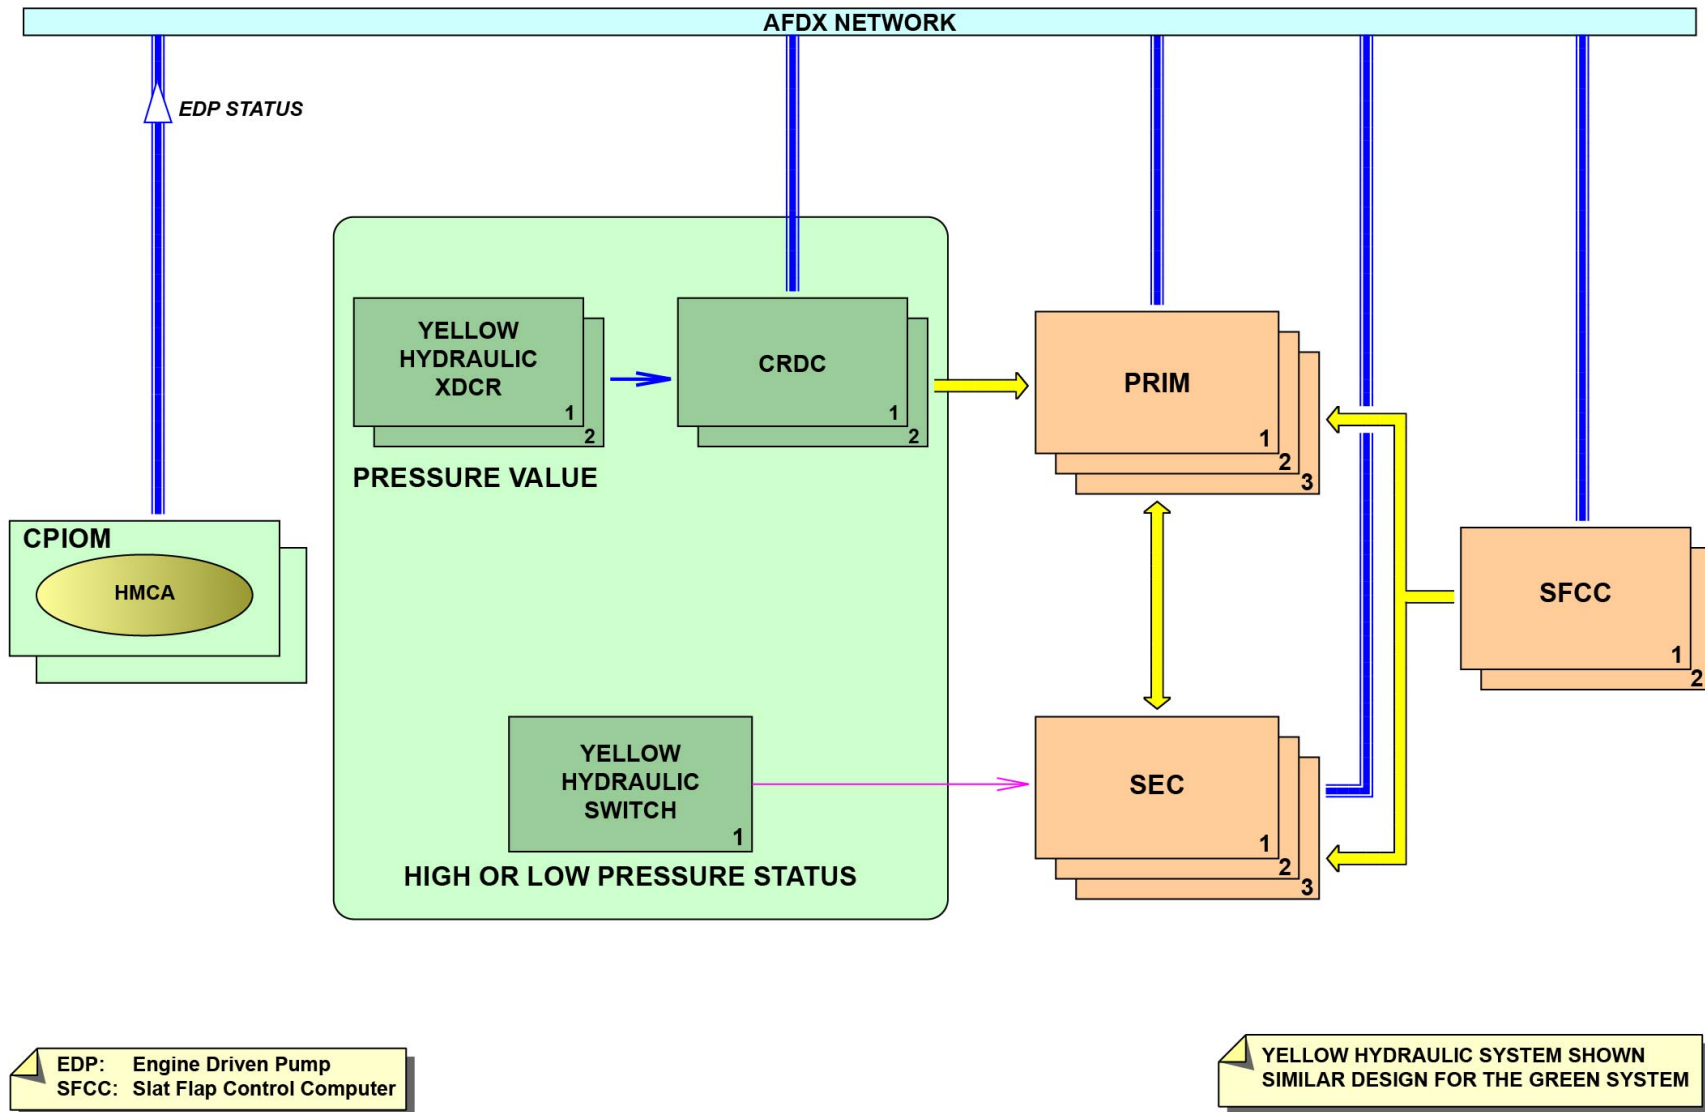 AFDX NETWORK
EDP STATUS
YELLOW
HYDRAULIC
XDCR
1
2
PRESSURE VALUE
CRDC
1
2
PRIM
1
2
3
CPIOM
HMCA
SFCC
1
2
YELLOW
HYDRAULIC
SWITCH
1
HIGH OR LOW PRESSURE STATUS
SEC
1
2
3
EDP: Engine Driven Pump
SFCC: Slat Flap Control Computer
YELLOW HYDRAULIC SYSTEM SHOWN
SIMILAR DESIGN FOR THE GREEN SYSTEM